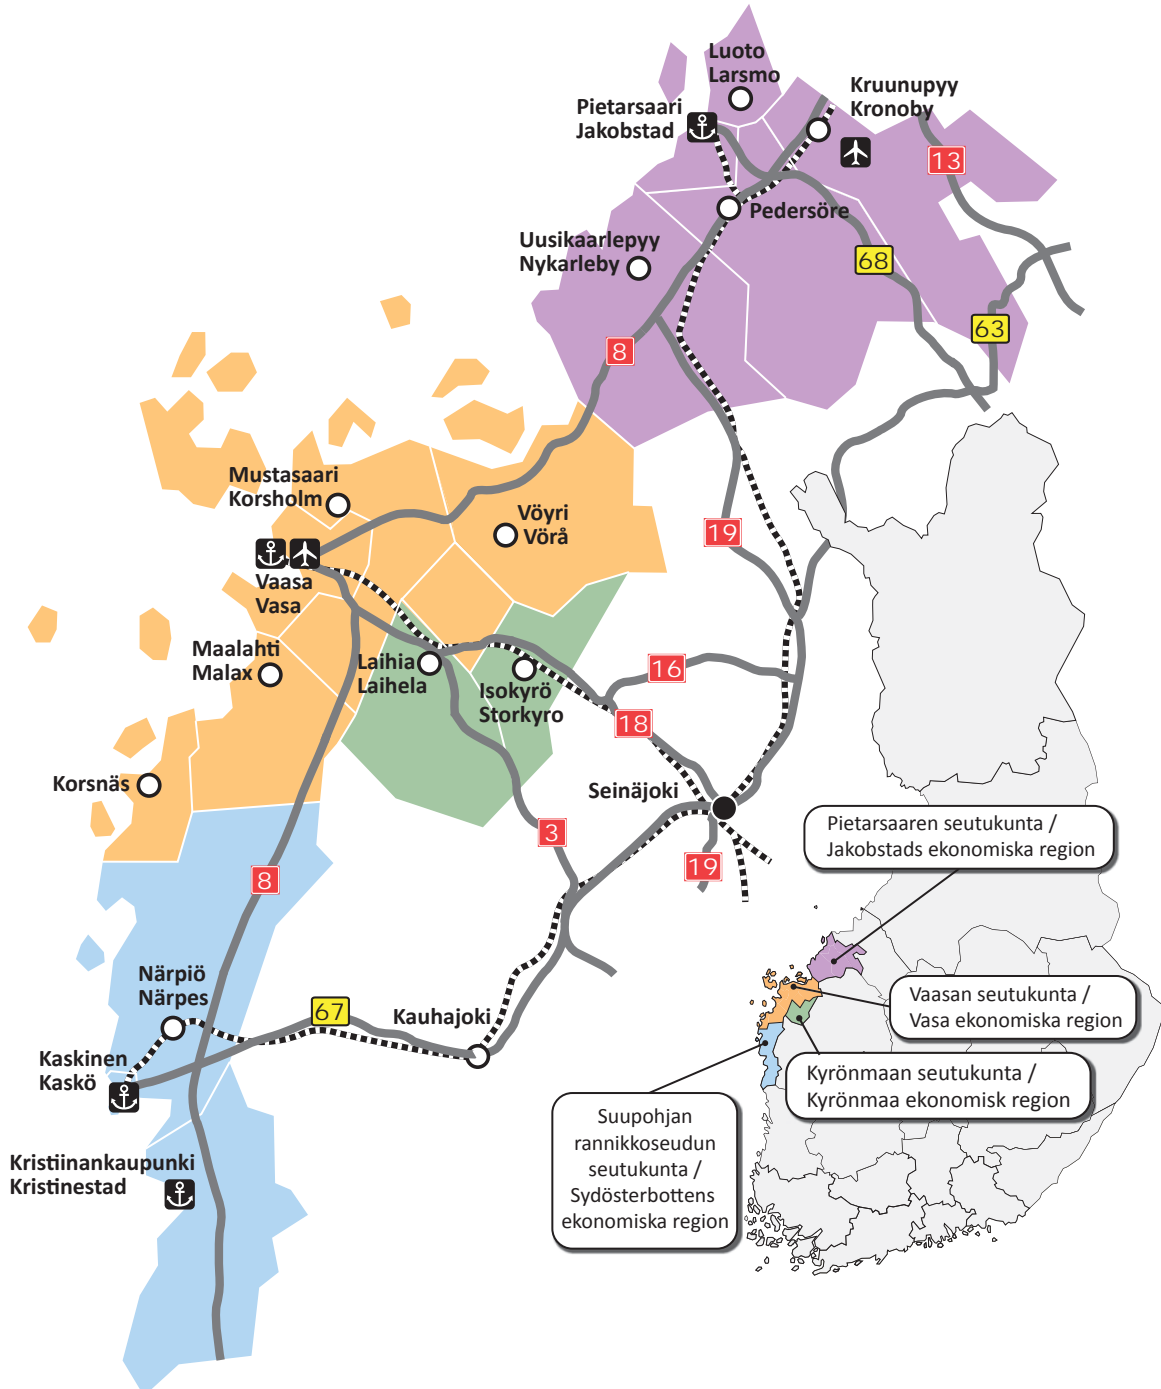 Luoto
Larsmo
Kruunupyy
Kronoby
Pietarsaari
Jakobstad
13
Pedersöre
Uusikaarlepyy
Nykarleby
68
63
8
Mustasaari
Korsholm
Vöyri
Vörå
19
Vaasa
Vasa
Maalahti
Malax
Laihia
Laihela
Isokyrö
Storkyro
16
18
Korsnäs
Seinäjoki
3
19
8
Pietarsaaren seutukunta /
Jakobstads ekonomiska region
Närpiö
Närpes
67
Kauhajoki
Vaasan seutukunta /
Vasa ekonomiska region
Kaskinen
Kaskö
Kyrönmaan seutukunta /
Kyrönmaa ekonomisk region
Suupohjan
rannikkoseudun
seutukunta /
Sydösterbottens
ekonomiska region
Kristiinankaupunki
Kristinestad